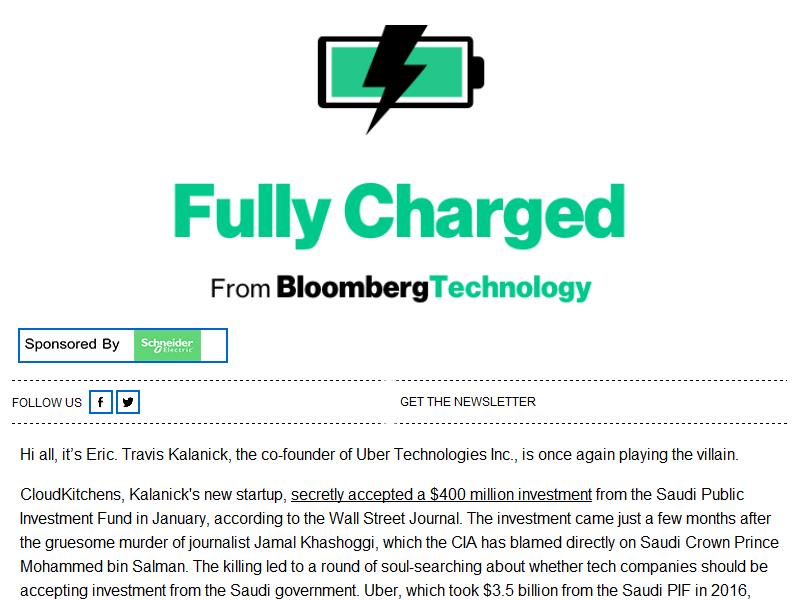 Fully Charged
From BloombergTechnology
Sponsored By Schneider Electric
FOLLOW US
GET THE NEWSLETTER
Hi all, it’s Eric. Travis Kalanick, the co-founder of Uber Technologies Inc., is once again playing the villain.
CloudKitchens, Kalanick's new startup, secretly accepted a $400 million investment from the Saudi Public
Investment Fund in January, according to the Wall Street Journal. The investment came just a few months after
the gruesome murder of journalist Jamal Khashoggi, which the CIA has blamed directly on Saudi Crown Prince
Mohammed bin Salman. The killing led to a round of soul-searching about whether tech companies should be
accepting investment from the Saudi government. Uber, which took $3.5 billion from the Saudi PIF in 2016,